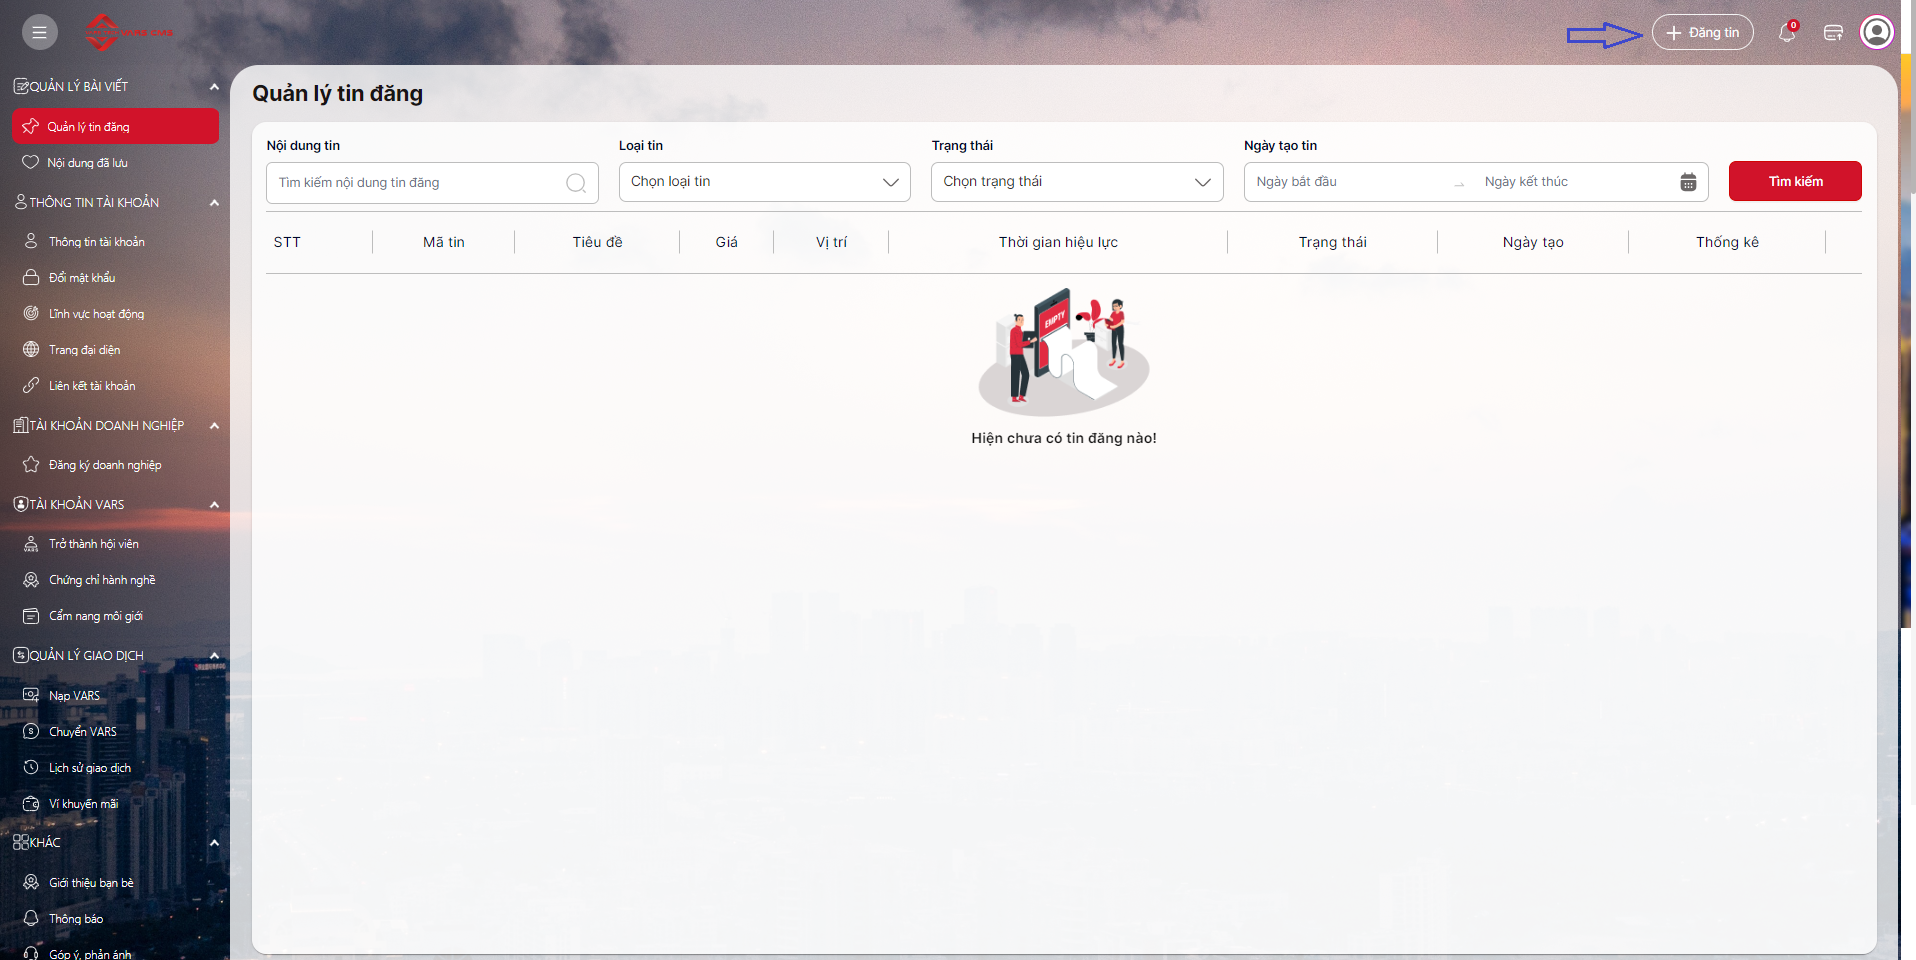 Đăng tin
0
QUẢN LÝ BÀI VIẾT
Quản lý tin đăng
Nội dung đã lưu
THÔNG TIN TÀI KHOẢN
Thông tin tài khoản
Đổi mật khẩu
Lĩnh vực hoạt động
Trang đại diện
Liên kết tài khoản
TÀI KHOẢN DOANH NGHIỆP
Đăng ký doanh nghiệp
TÀI KHOẢN VARS
Trở thành hội viên
Chứng chỉ hành nghề
Cẩm nang môi giới
QUẢN LÝ GIAO DỊCH
Nạp VARS
Chuyển VARS
Lịch sử giao dịch
Ví khuyến mãi
KHÁC
Giới thiệu bạn bè
Thông báo
Góp ý, phản ánh
Quản lý tin đăng
Nội dung tin Loại tin Trạng thái Ngày tạo tin
Tìm kiếm nội dung tin đăng Chọn loại tin Chọn trạng thái Ngày bắt đầu → Ngày kết thúc Tìm kiếm
STT Mã tin Tiêu đề Giá Vị trí Thời gian hiệu lực Trạng thái Ngày tạo Thống kê
EMPTY
Hiện chưa có tin đăng nào!